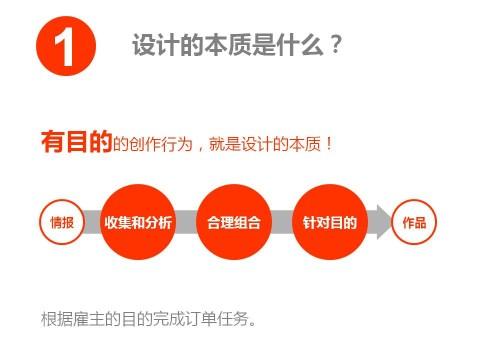 1
设计的本质是什么？
有目的的创作行为，就是设计的本质！
情报 收集和分析 合理组合 针对目的 作品
根据雇主的目的完成订单任务。